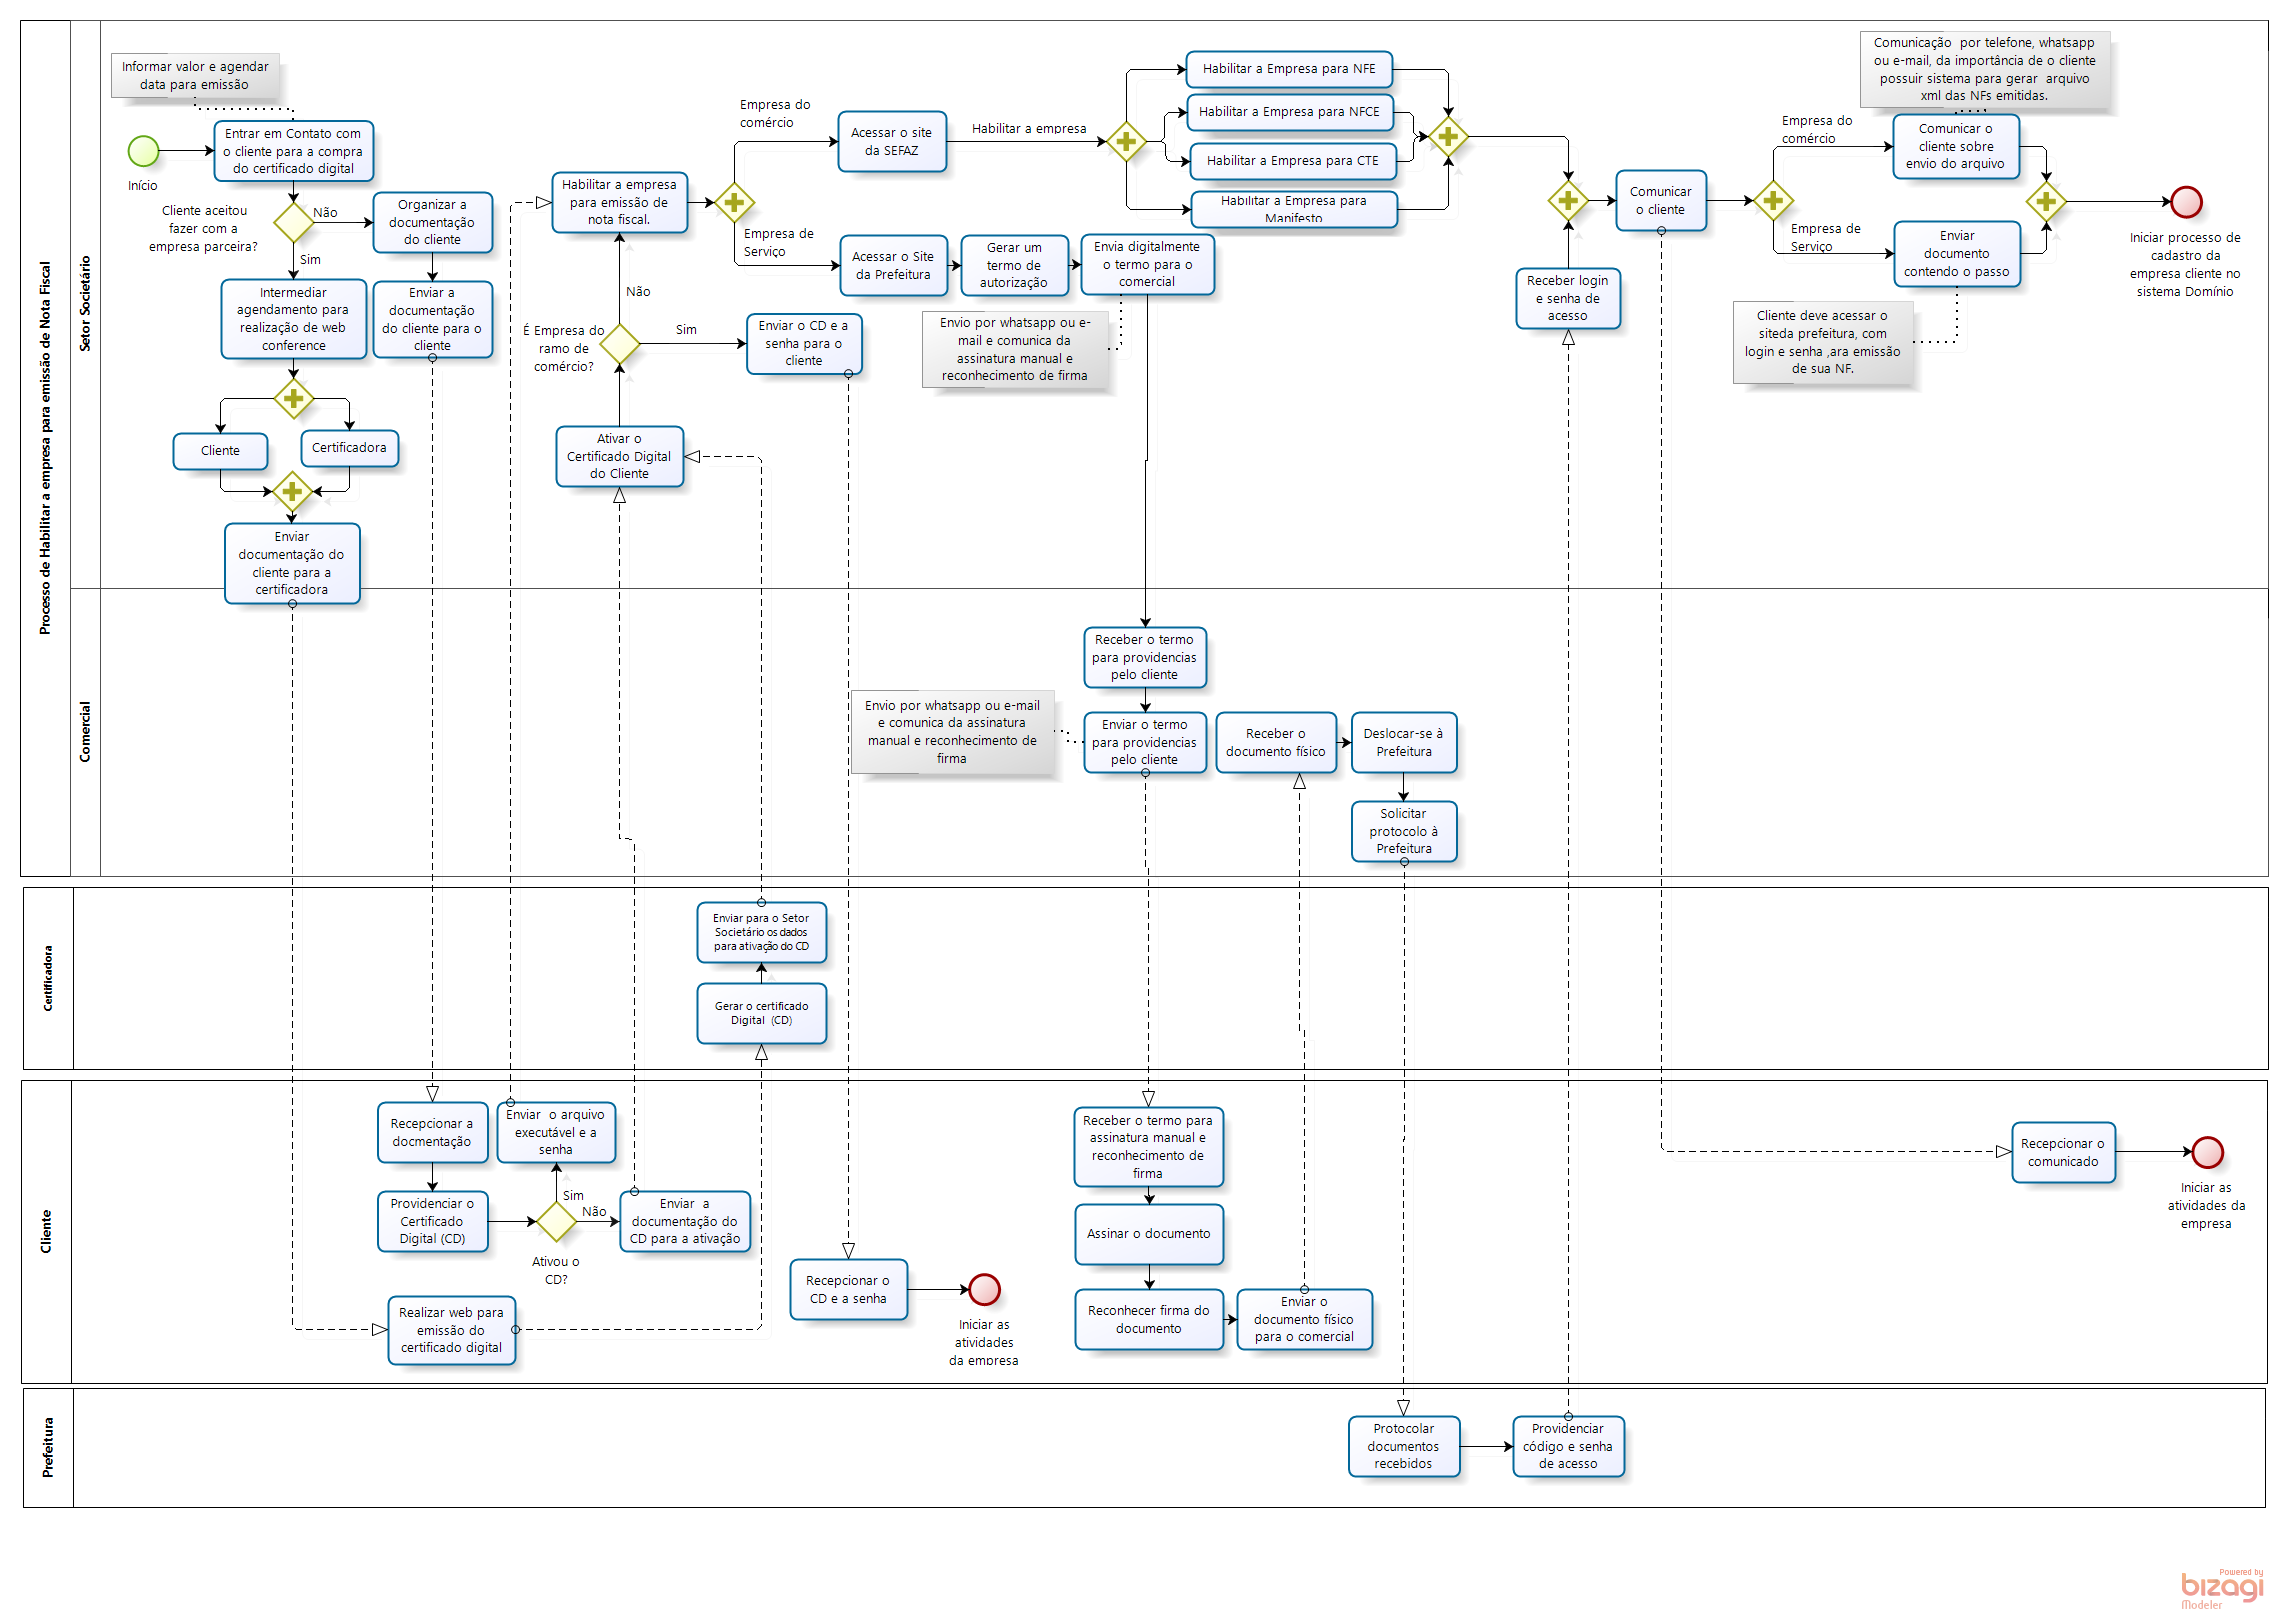 Processo de Habilitar a empresa para emissão de Nota Fiscal
Setor Societário
Informar valor e agendar
data para emissão
Início
Entrar em Contato com
o cliente para a compra
do certificado digital
Cliente aceitou
fazer com a
empresa parceira?
Não
Sim
Organizar a
documentação
do cliente
Enviar a
documentação
do cliente para o
cliente
Intermediar
agendamento para
realização de web
conference
Cliente
Certificadora
Enviar
documentação do
cliente para a
certificadora
Habilitar a empresa
para emissão de
nota fiscal.
Não
É Empresa do
ramo de
comércio?
Sim
Enviar o CD e a
senha para o
cliente
Ativar o
Certificado Digital
do Cliente
Empresa do
comércio
Acessar o site
da SEFAZ
Habilitar a empresa
Habilitar a Empresa para NFE
Habilitar a Empresa para NFCE
Habilitar a Empresa para CTE
Habilitar a Empresa para
Manifesto
Empresa de
Serviço
Acessar o Site
da Prefeitura
Gerar um
termo de
autorização
Envia digitalmente
o termo para o
comercial
Envio por whatsapp ou e-
mail e comunica da
assinatura manual e
reconhecimento de firma
Receber login
e senha de
acesso
Comunicar
o cliente
Empresa do
comércio
Comunicação  por telefone, whatsapp
ou e-mail, da importância de o cliente
possuir sistema para gerar  arquivo
xml das NFs emitidas.
Comunicar o
cliente sobre
envio do arquivo
Empresa de
Serviço
Enviar
documento
contendo o passo
Cliente deve acessar o
siteda prefeitura, com
login e senha ,ara emissão
de sua NF.
Iniciar processo de
cadastro da
empresa cliente no
sistema Domínio
Comercial
Receber o termo
para providencias
pelo cliente
Envio por whatsapp ou e-mail
e comunica da assinatura
manual e reconhecimento de
firma
Enviar o termo
para providencias
pelo cliente
Receber o
documento físico
Deslocar-se à
Prefeitura
Solicitar
protocolo à
Prefeitura
Certificadora
Enviar para o Setor
Societário os dados
para ativação do CD
Gerar o certificado
Digital  (CD)
Cliente
Recepcionar a
docmentação
Enviar  o arquivo
executável e a
senha
Providenciar o
Certificado
Digital (CD)
Sim
Não
Ativou o
CD?
Enviar  a
documentação do
CD para a ativação
Realizar web para
emissão do
certificado digital
Recepcionar o
CD e a senha
Iniciar as
atividades
da empresa
Receber o termo para
assinatura manual e
reconhecimento de
firma
Assinar o documento
Reconhecer firma do
documento
Enviar o
documento físico
para o comercial
Recepcionar o
comunicado
Iniciar as
atividades da
empresa
Prefeitura
Protocolar
documentos
recebidos
Providenciar
código e senha
de acesso
Powered by
bizagi
Modeler